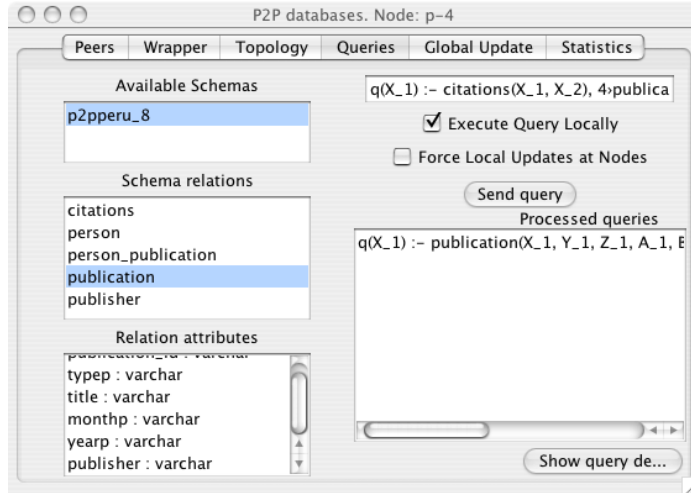 P2P databases. Node: p-4
Peers Wrapper Topology Queries Global Update Statistics
Available Schemas
p2pperu_8
Schema relations
citations
person
person_publication
publication
publisher
Relation attributes
publication_id : varchar
typep : varchar
title : varchar
monthp : varchar
yearp : varchar
publisher : varchar
q(X_1) :- citations(X_1, X_2), 4›publica
Execute Query Locally
Force Local Updates at Nodes
Send query
Processed queries
q(X_1) :- publication(X_1, Y_1, Z_1, A_1,
Show query de...